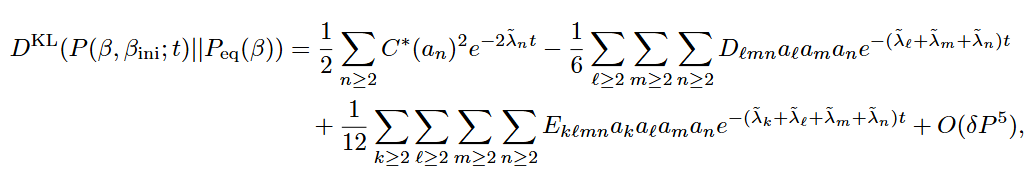 D^{KL}(P(β, β_{ini}; t)||P_{eq}(β)) = \frac{1}{2} \sum_{n≥2} C^*(a_n)^2 e^{-2\tilde{λ}_n t} - \frac{1}{6} \sum_{ℓ≥2} \sum_{m≥2} \sum_{n≥2} D_{ℓmn} a_ℓ a_m a_n e^{-(\tilde{λ}_ℓ+\tilde{λ}_m+\tilde{λ}_n)t}
+ \frac{1}{12} \sum_{k≥2} \sum_{ℓ≥2} \sum_{m≥2} \sum_{n≥2} E_{kℓmn} a_k a_ℓ a_m a_n e^{-(\tilde{λ}_k+\tilde{λ}_ℓ+\tilde{λ}_m+\tilde{λ}_n)t} + O(δP^5),